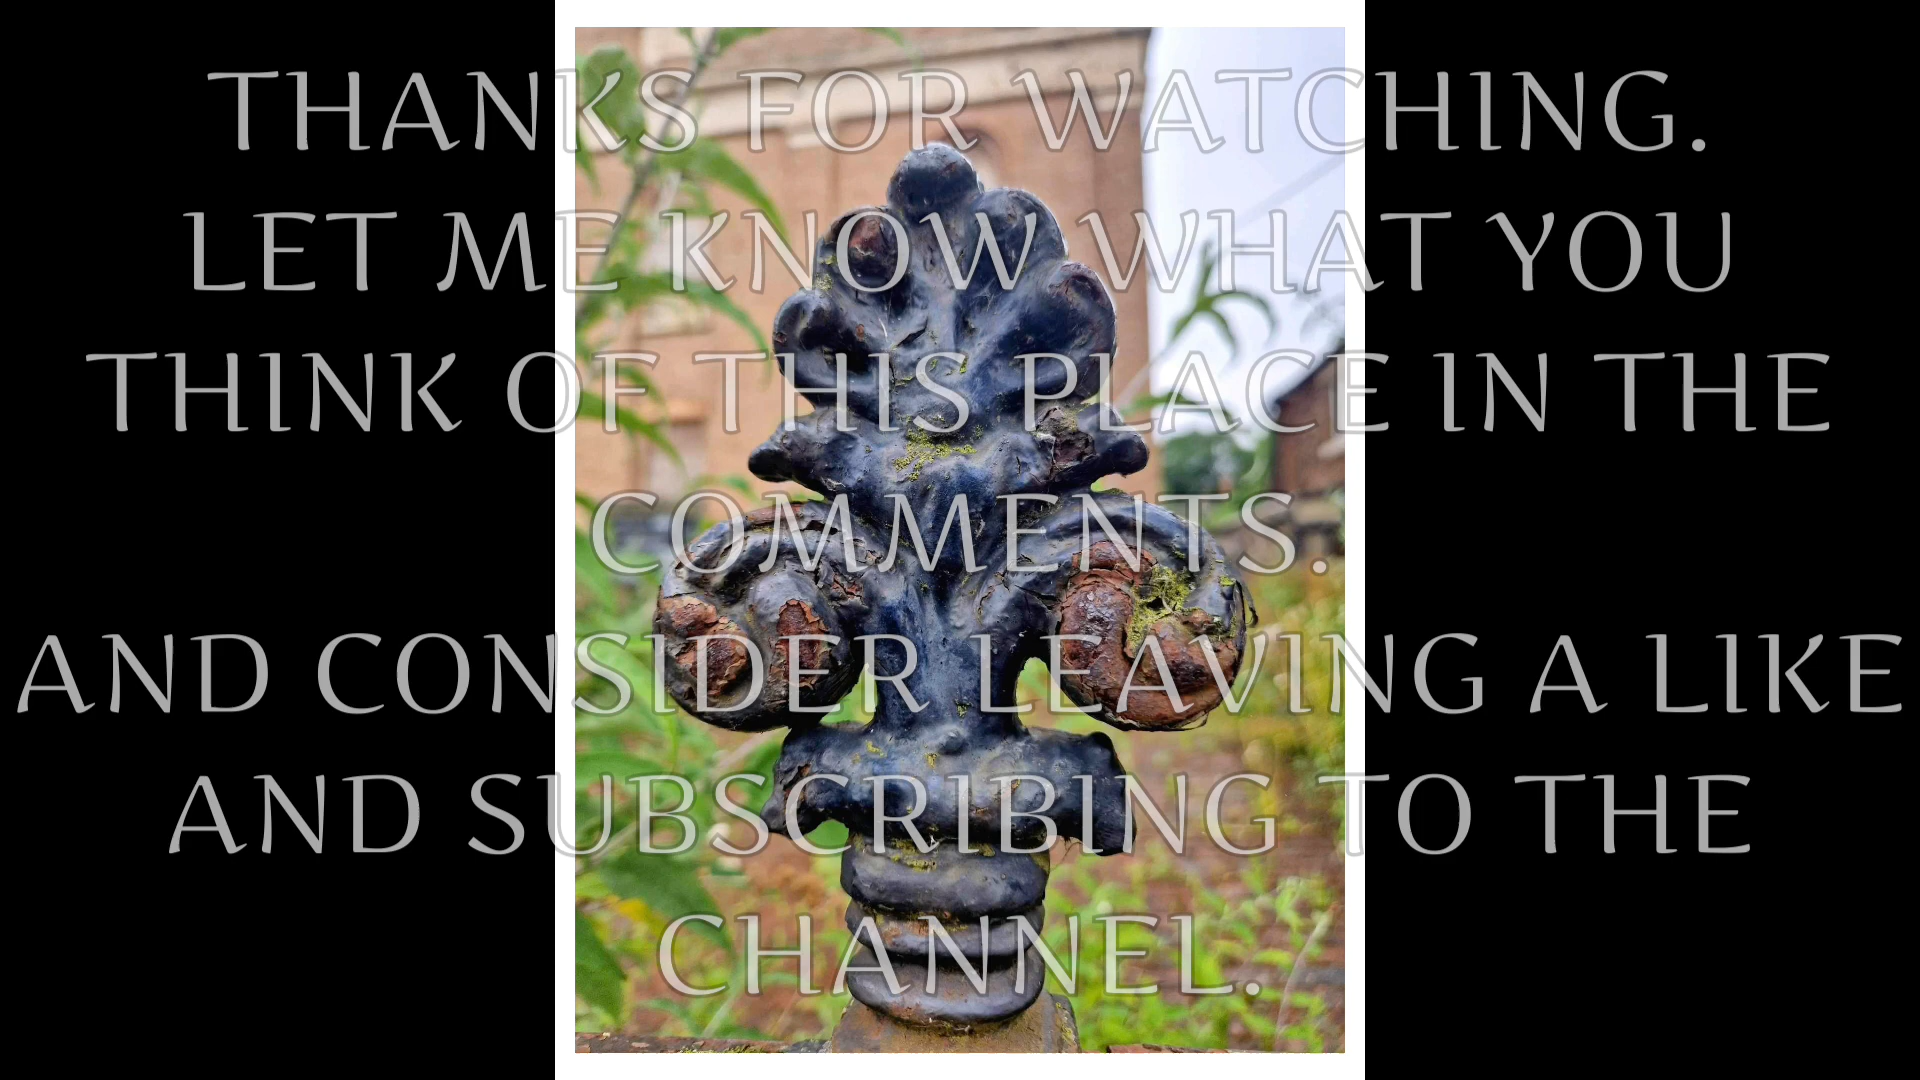 THANKS FOR WATCHING.
LET ME KNOW WHAT YOU
THINK OF THIS PLACE IN THE
COMMENTS.
AND CONSIDER LEAVING A LIKE
AND SUBSCRIBING TO THE
CHANNEL.